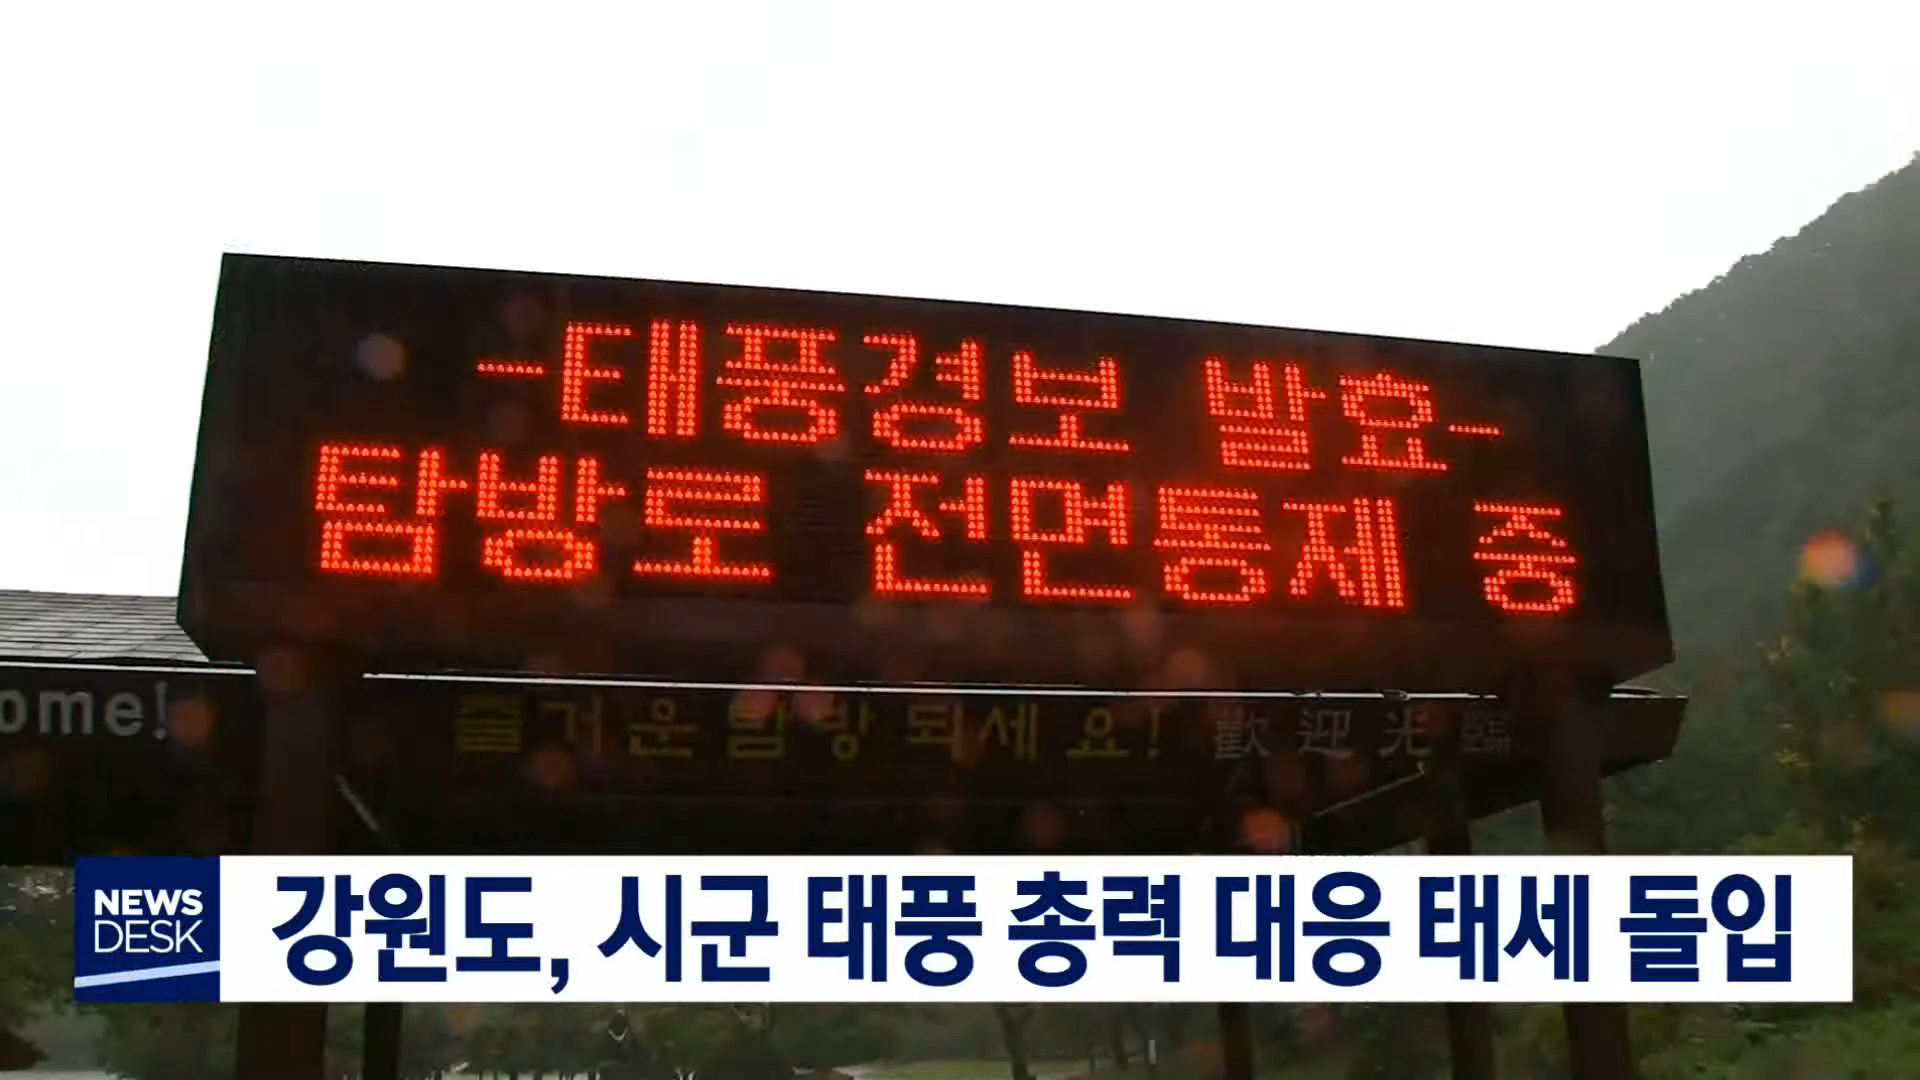 -태풍경보 발효-
탐방로 전면통제 중
ome!
즐거운탐방되세요! 歡迎光臨
NEWS
DESK
강원도, 시군 태풍 총력 대응 태세 돌입